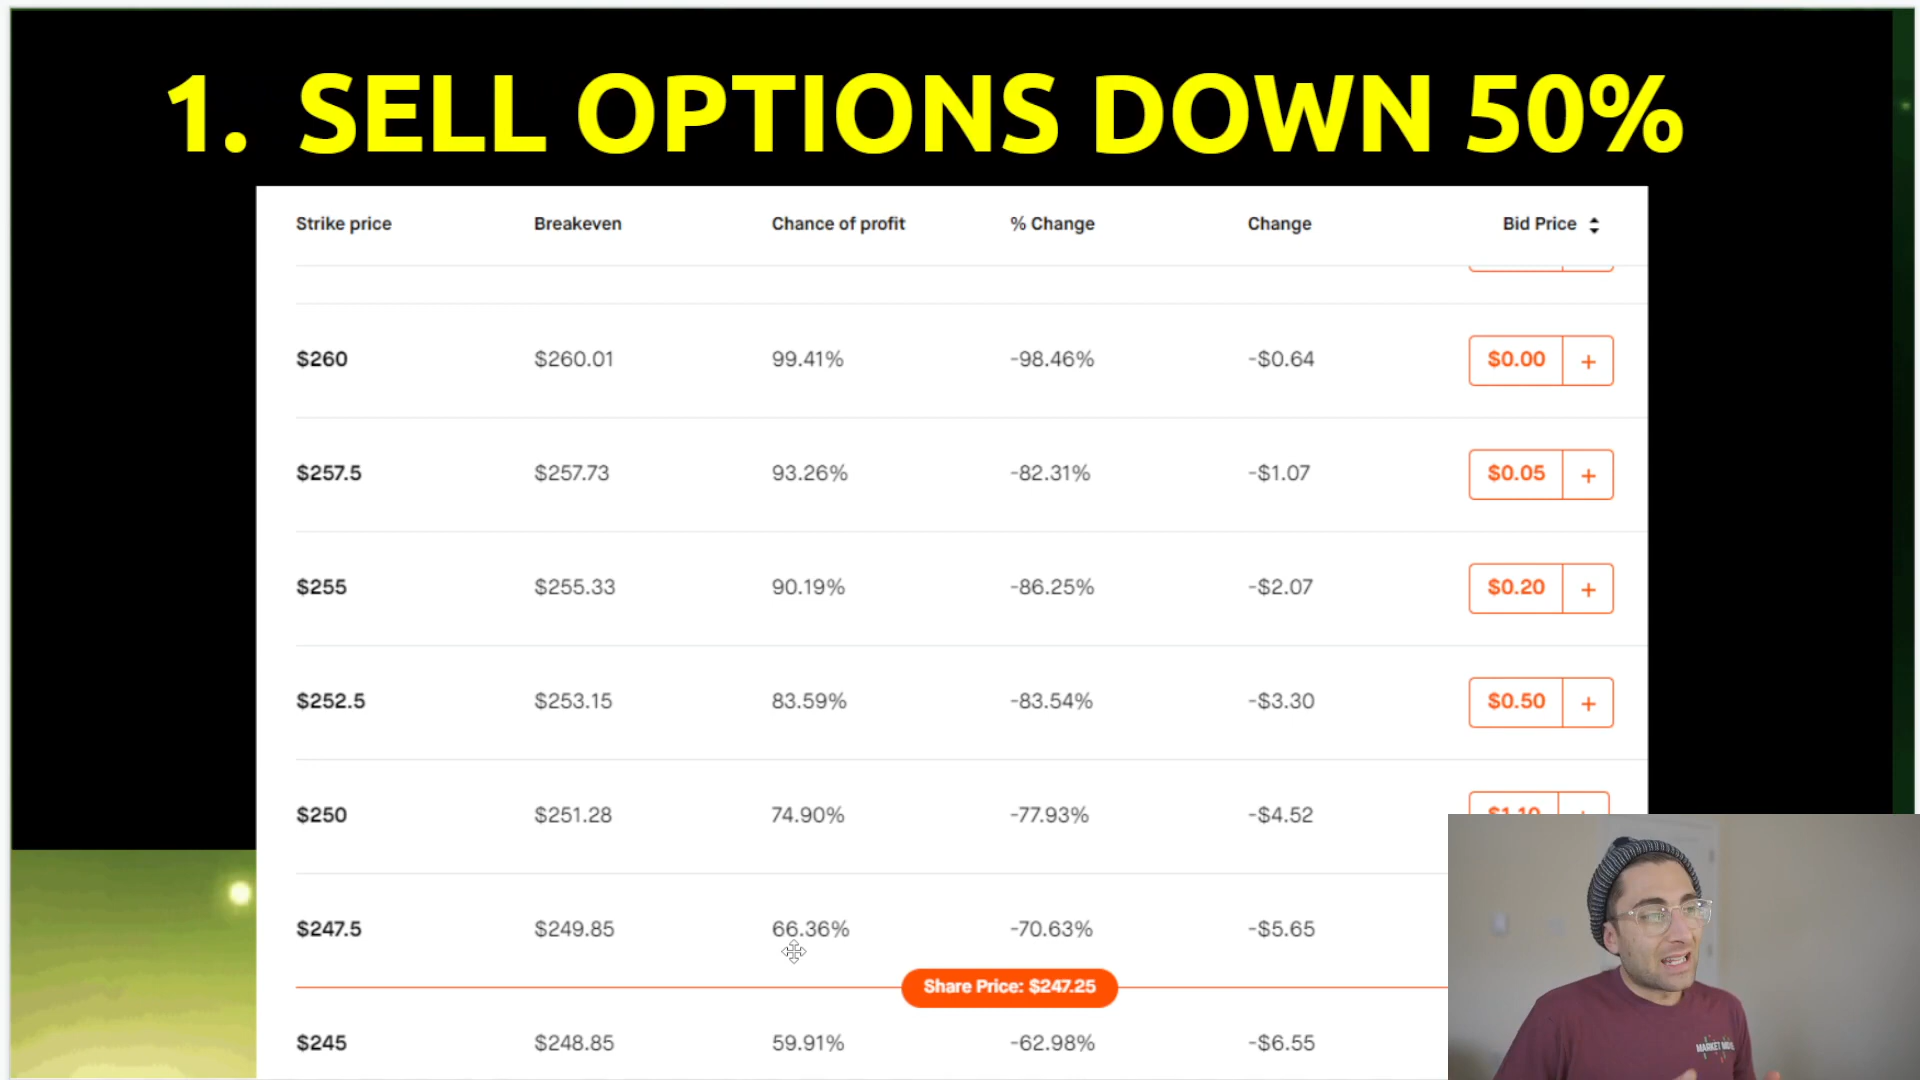 1. SELL OPTIONS DOWN 50%
Strike price Breakeven Chance of profit % Change Change Bid Price
$260 $260.01 99.41% -98.46% -$0.64 $0.00 +
$257.5 $257.73 93.26% -82.31% -$1.07 $0.05 +
$255 $255.33 90.19% -86.25% -$2.07 $0.20 +
$252.5 $253.15 83.59% -83.54% -$3.30 $0.50 +
$250 $251.28 74.90% -77.93% -$4.52 $1.10
$247.5 $249.85 66.36% -70.63% -$5.65
Share Price: $247.25
$245 $248.85 59.91% -62.98% -$6.55
MARKET